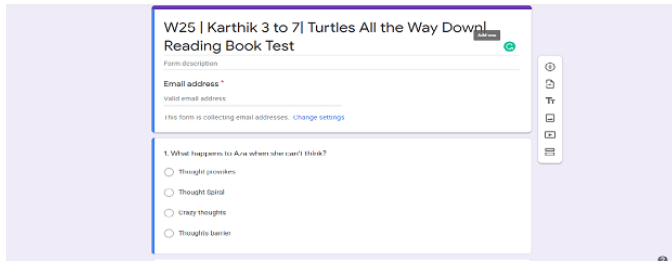 W25 | Karthik 3 to 7| Turtles All the Way Down|
Reading Book Test
Form description
Email address *
Valid email address
This form is collecting email addresses. Change settings
1. What happens to Aza when she can't think?
Thought provokes
Thought Spiral
Crazy thoughts
Thoughts barrier
Tr